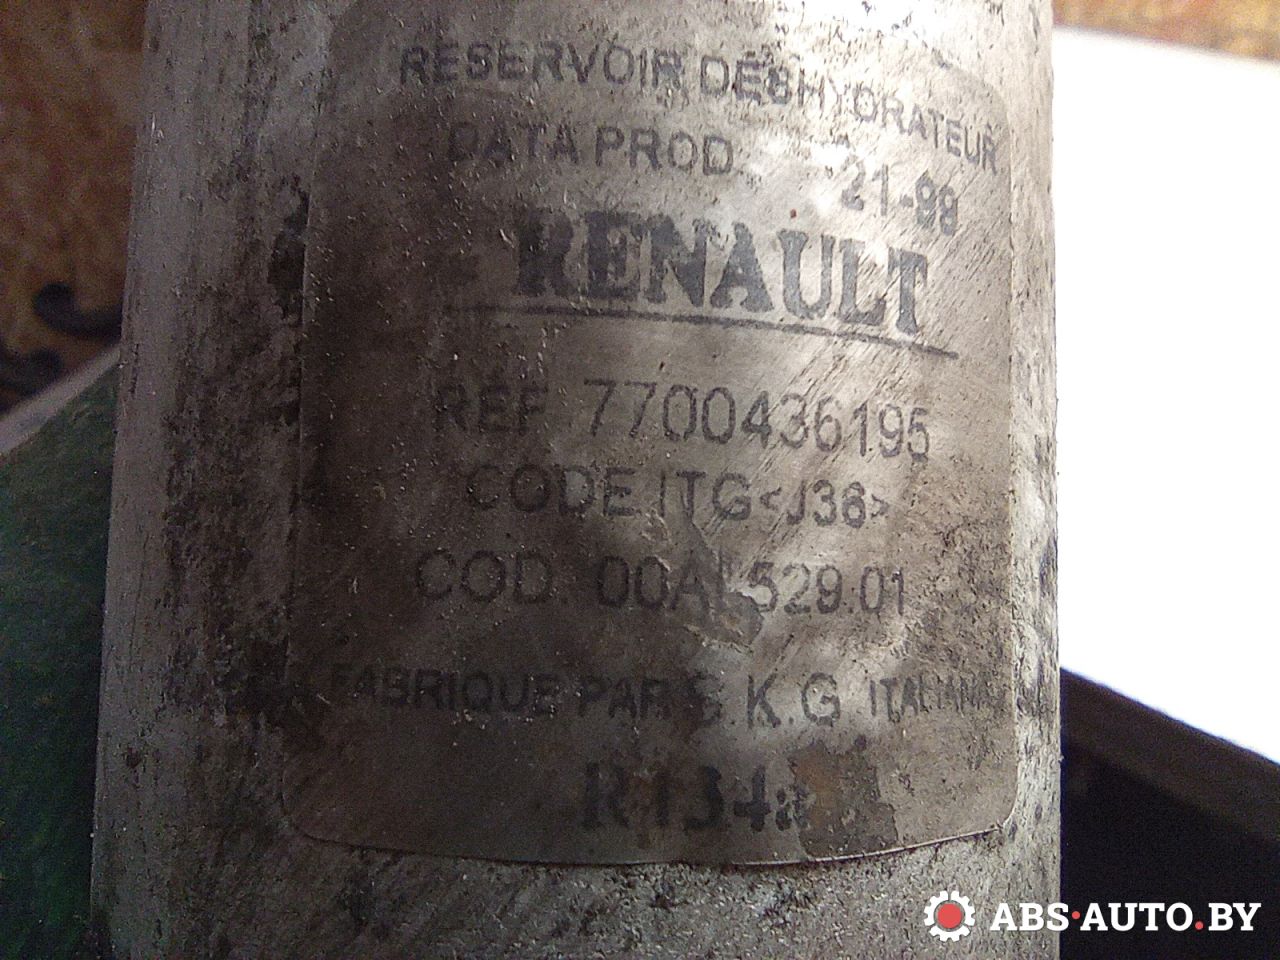 RESERVOIR DESHYDRATEUR
DATA PROD. 21-98
RENAULT
REF. 7700436195
CODE ITG<J36>
COD. 00AL529.01
FABRIQUE PAR S.K.G. ITALIANA
R134a
ABS·AUTO.BY